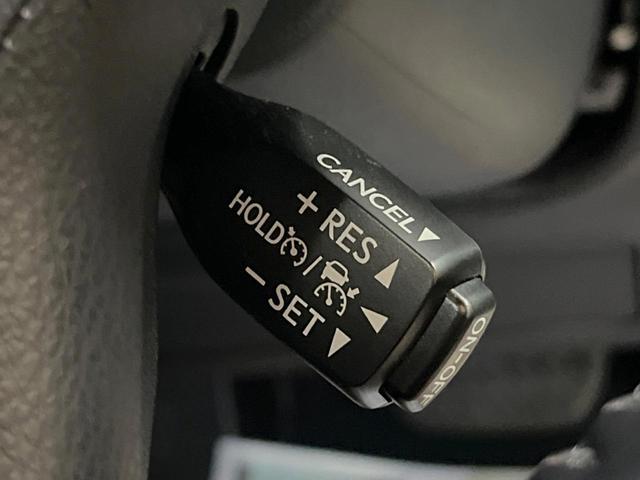 CANCEL
+ RES
HOLD /
− SET
ON-OFF